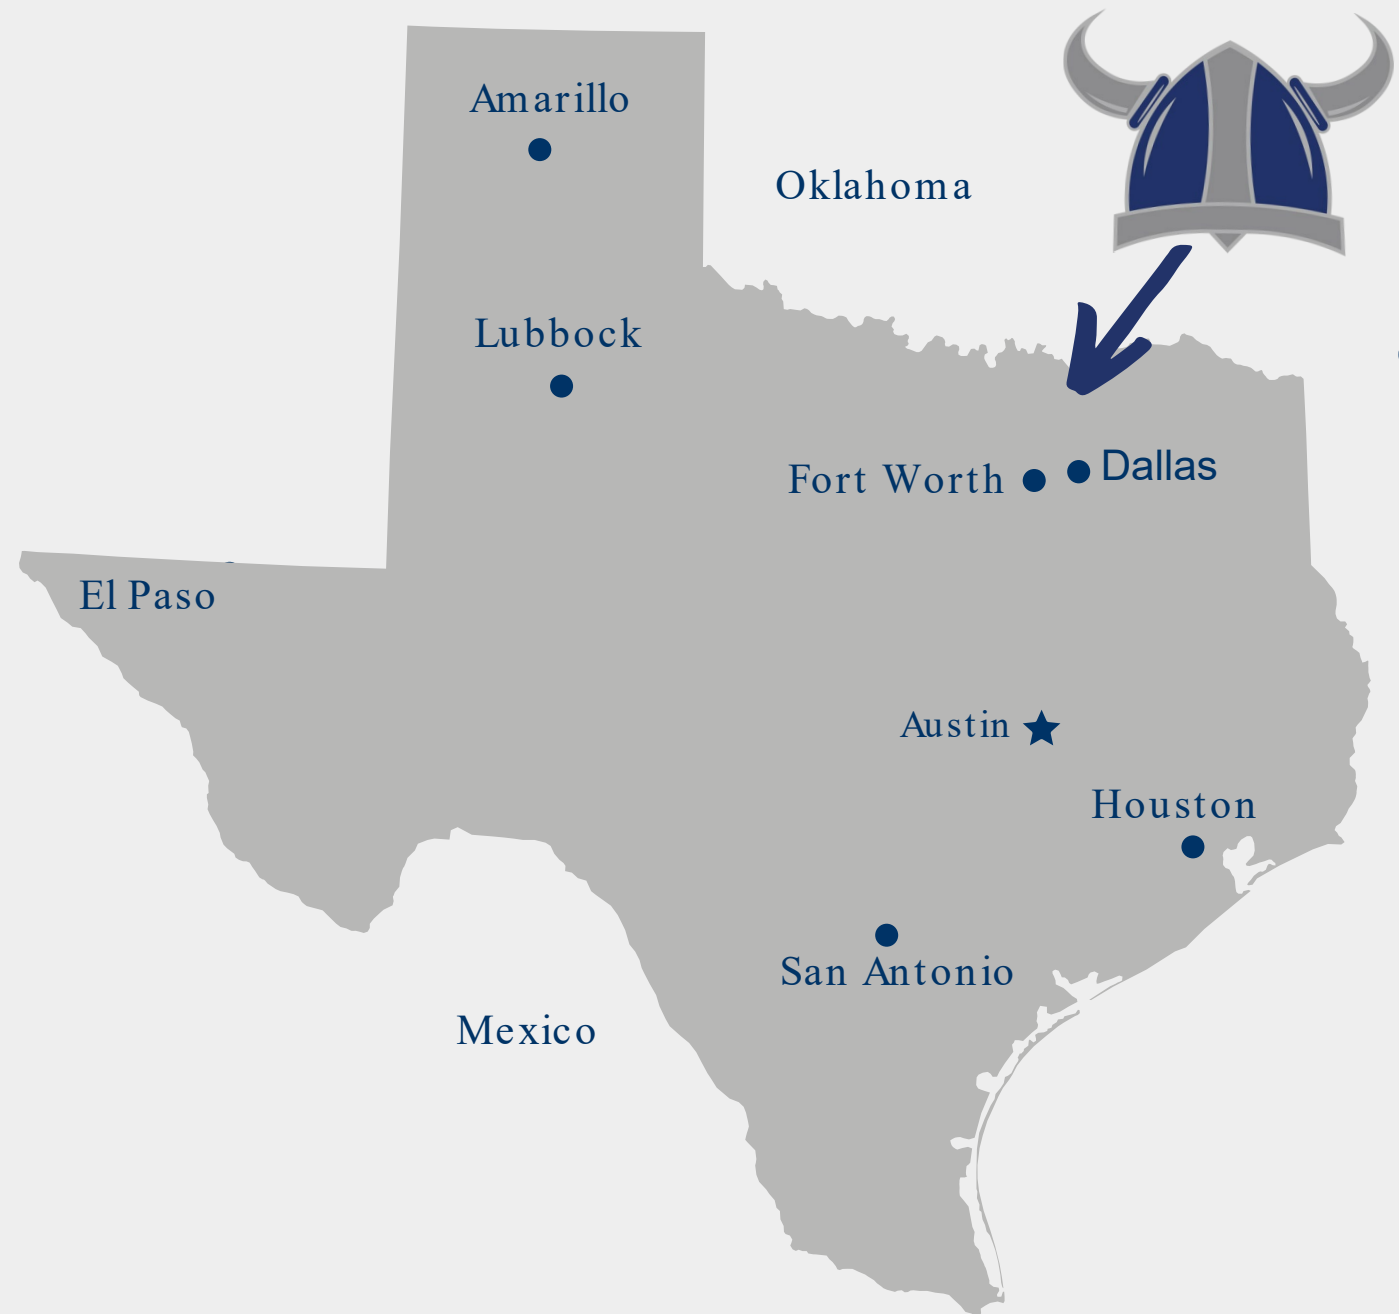 Amarillo
Oklahoma
Lubbock
Fort Worth
Dallas
El Paso
Austin
Houston
San Antonio
Mexico